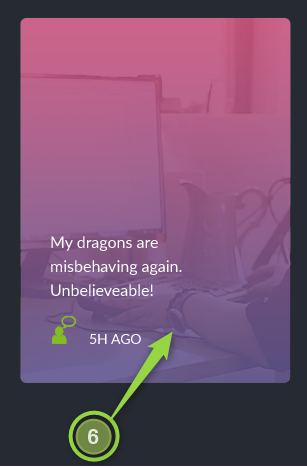 My dragons are
misbehaving again.
Unbelieveable!
5H AGO
6